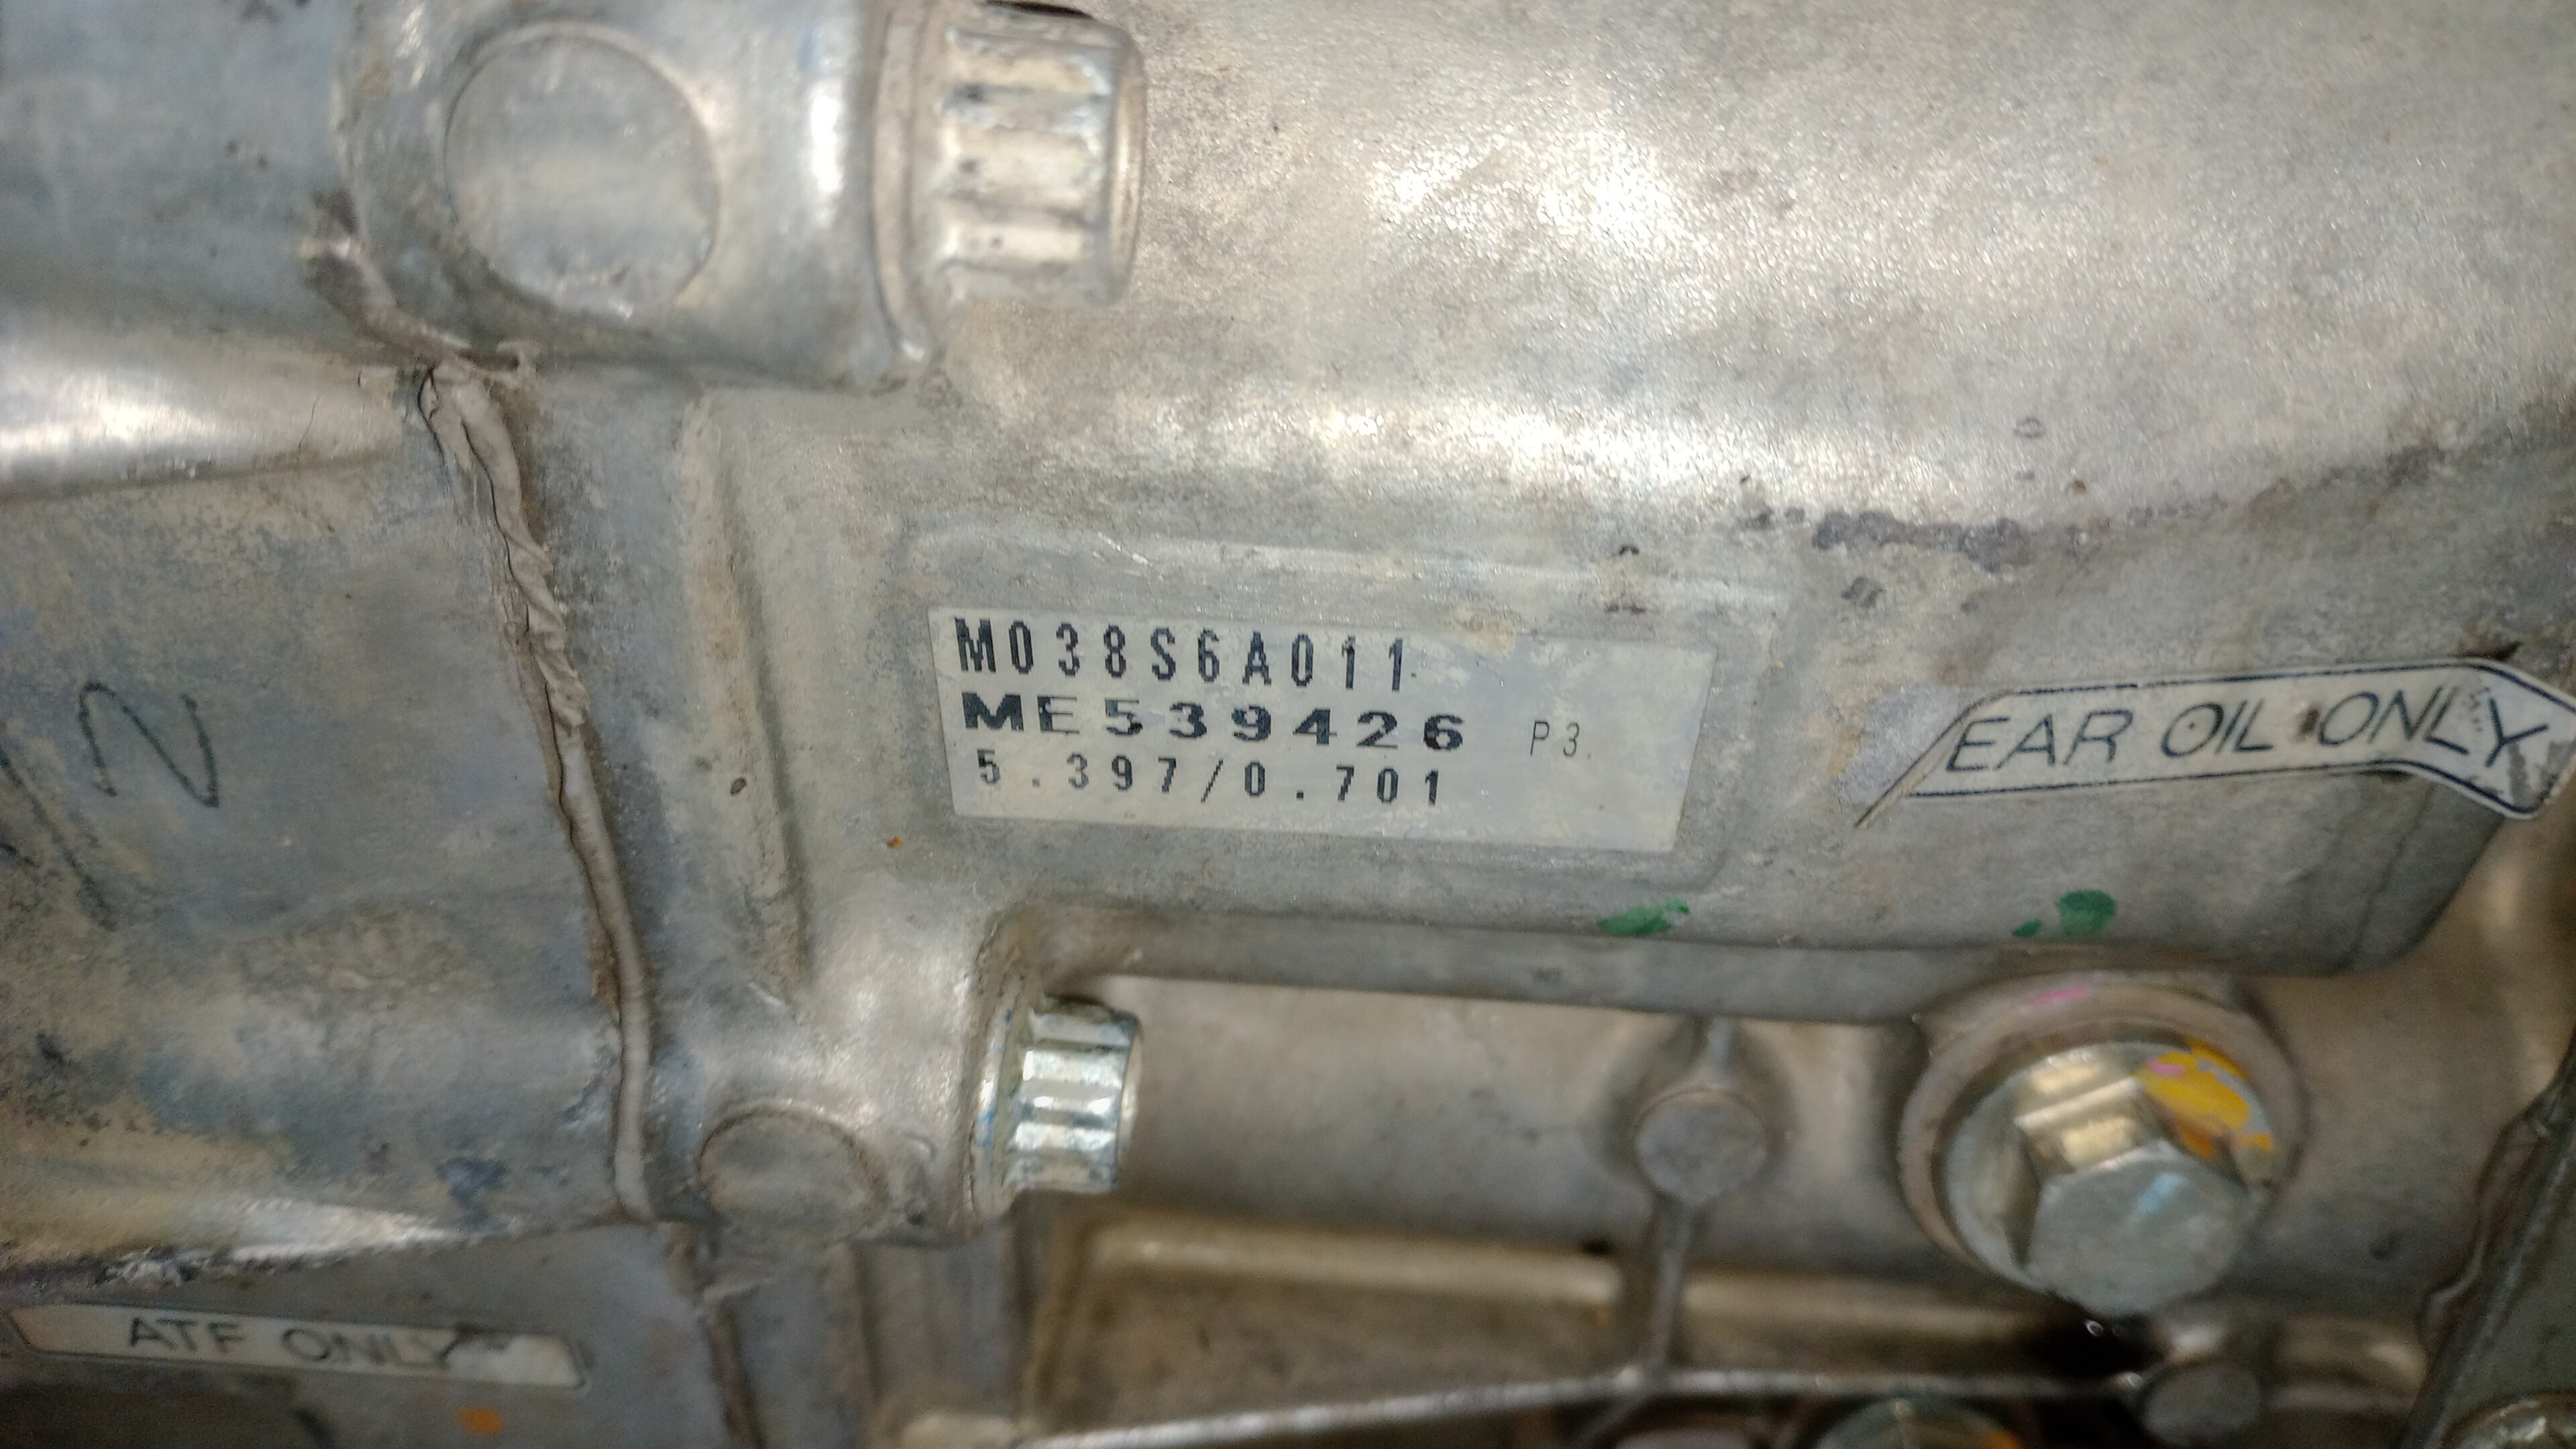 M038S6A011
ME539426 P3
5.397/0.701
EAR OIL ONLY
N
ATF ONLY